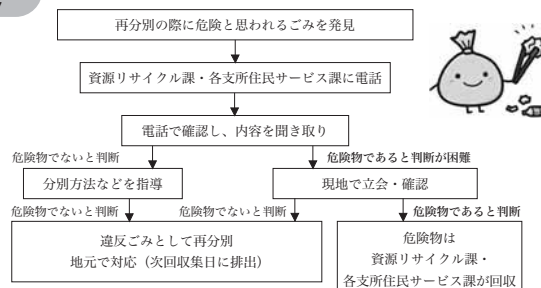 再分別の際に危険と思われるごみを発見
資源リサイクル課・各支所住民サービス課に電話
電話で確認し、内容を聞き取り
危険物でないと判断
危険物であると判断が困難
分別方法などを指導
現地で立会・確認
危険物でないと判断
危険物でないと判断
危険物であると判断
違反ごみとして再分別
地元で対応（次回収集日に排出）
危険物は
資源リサイクル課・
各支所住民サービス課が回収